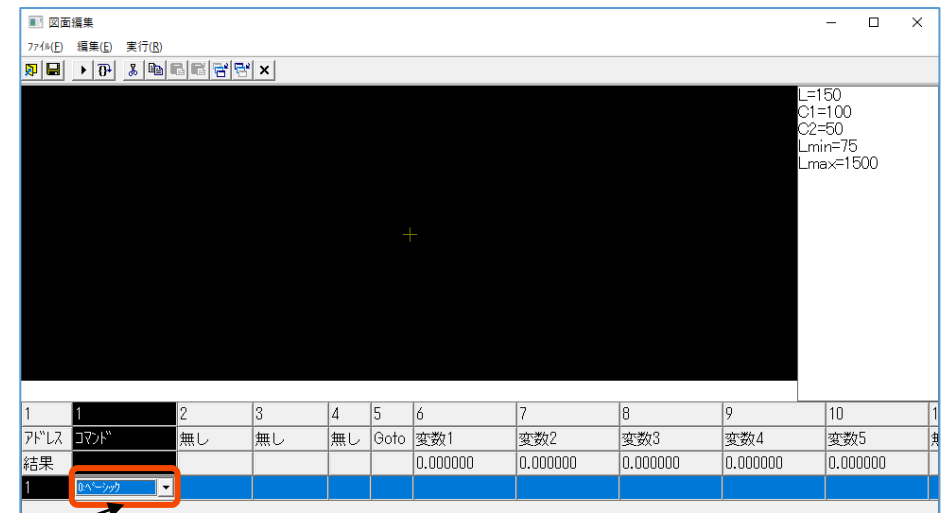 図面編集
ﾌｧｲﾙ(F) 編集(E) 実行(R)
L=150
C1=100
C2=50
Lmin=75
Lmax=1500
1 1 2 3 4 5 6 7 8 9 10 1
ｱﾄﾞﾚｽ ｺﾏﾝﾄﾞ 無し 無し 無し Goto 変数1 変数2 変数3 変数4 変数5
結果 0.000000 0.000000 0.000000 0.000000 0.000000
1 0:ﾍﾞｰｼｯｸ